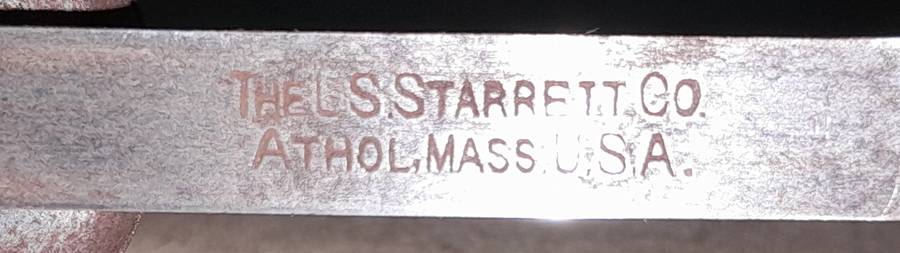 THE L.S. STARRETT CO.
ATHOL, MASS. U.S.A.